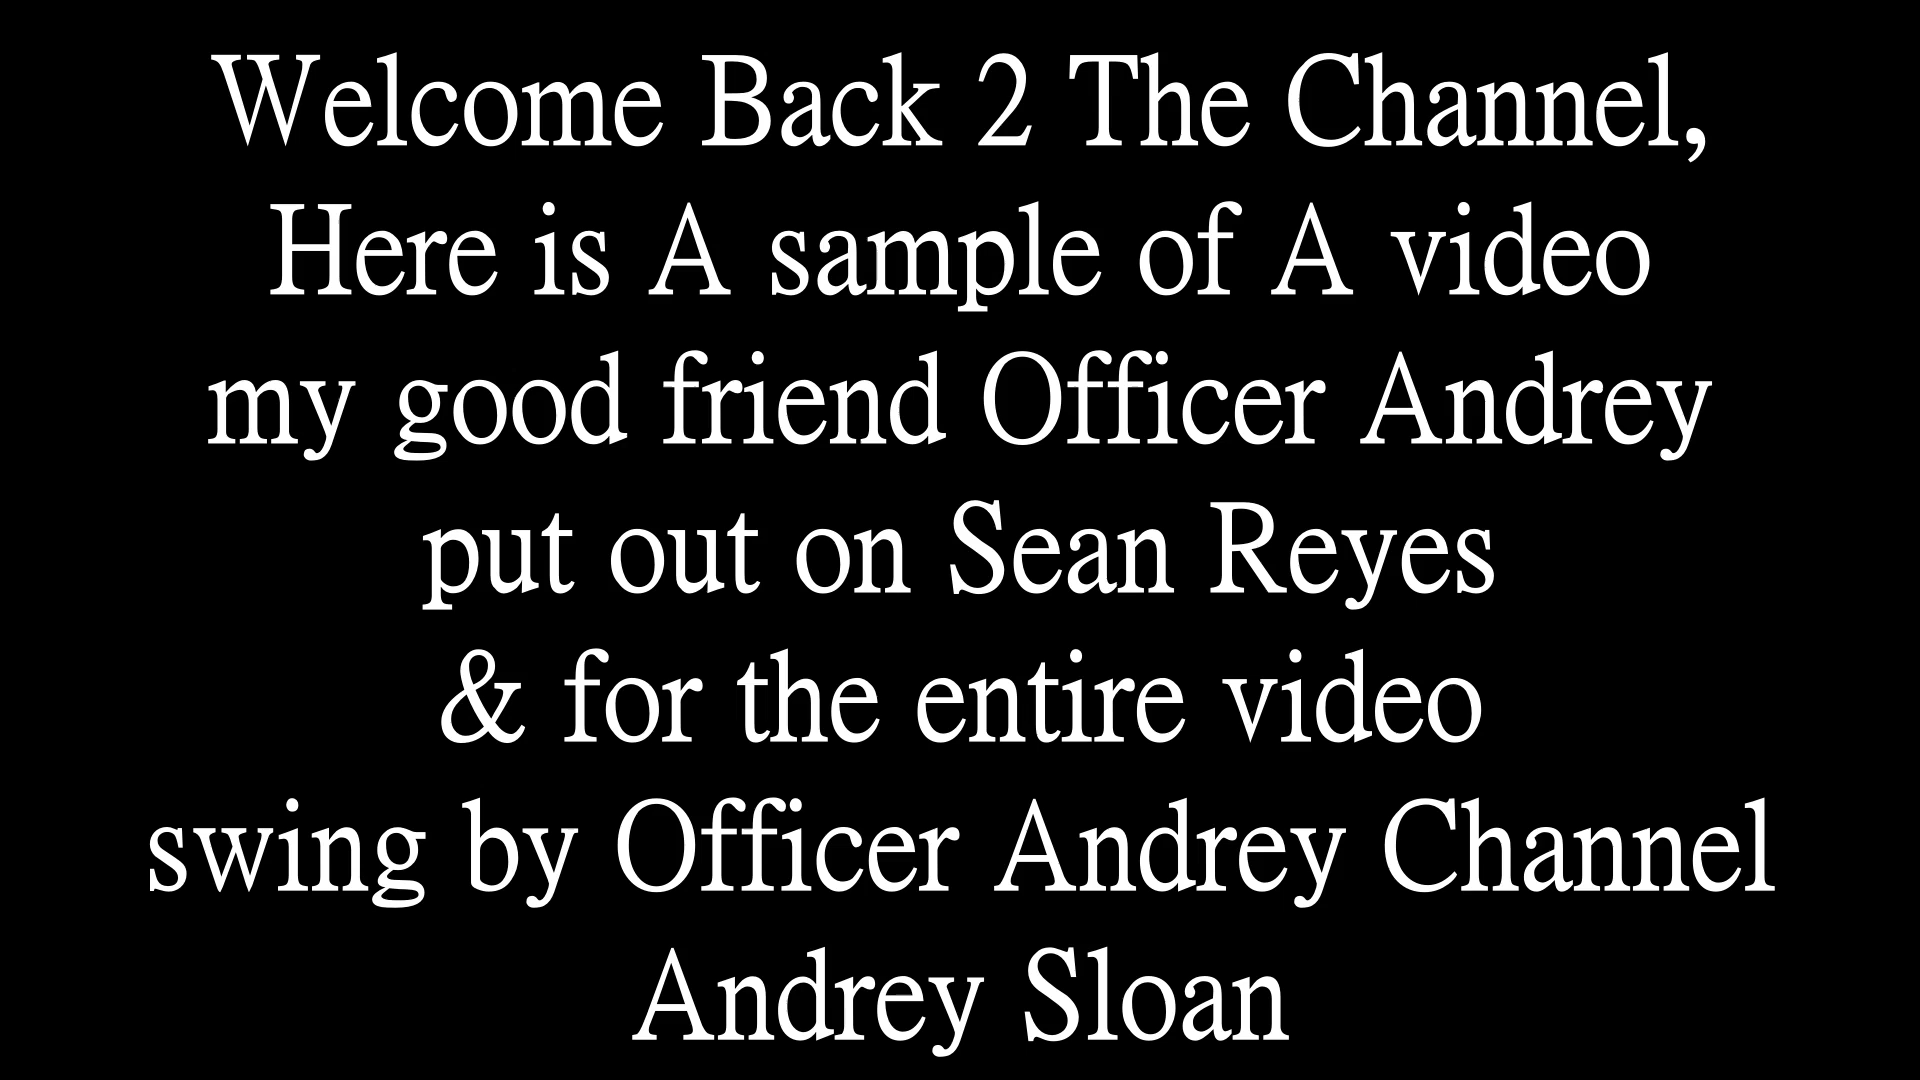 Welcome Back 2 The Channel,
Here is A sample of A video
my good friend Officer Andrey
put out on Sean Reyes
& for the entire video
swing by Officer Andrey Channel
Andrey Sloan